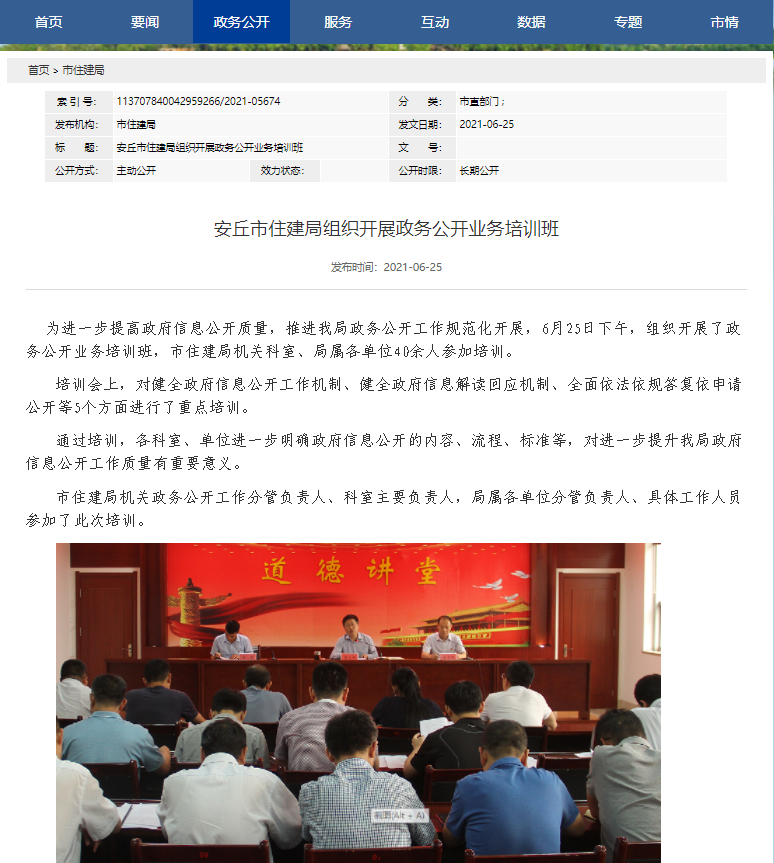 首页 要闻 政务公开 服务 互动 数据 专题 市情
首页 > 市住建局
索 引 号： 113707840042959266/2021-05674 分 类： 市直部门 ;
发布机构： 市住建局 发文日期： 2021-06-25
标 题： 安丘市住建局组织开展政务公开业务培训班 文 号：
公开方式： 主动公开 效力状态： 公开时限： 长期公开
安丘市住建局组织开展政务公开业务培训班
发布时间：2021-06-25
为进一步提高政府信息公开质量，推进我局政务公开工作规范化开展，6月25日下午，组织开展了政
务公开业务培训班，市住建局机关科室、局属各单位40余人参加培训。
培训会上，对健全政府信息公开工作机制、健全政府信息解读回应机制、全面依法依规答复依申请
公开等5个方面进行了重点培训。
通过培训，各科室、单位进一步明确政府信息公开的内容、流程、标准等，对进一步提升我局政府
信息公开工作质量有重要意义。
市住建局机关政务公开工作分管负责人、科室主要负责人，局属各单位分管负责人、具体工作人员
参加了此次培训。
道德讲堂
截图(Alt + A)